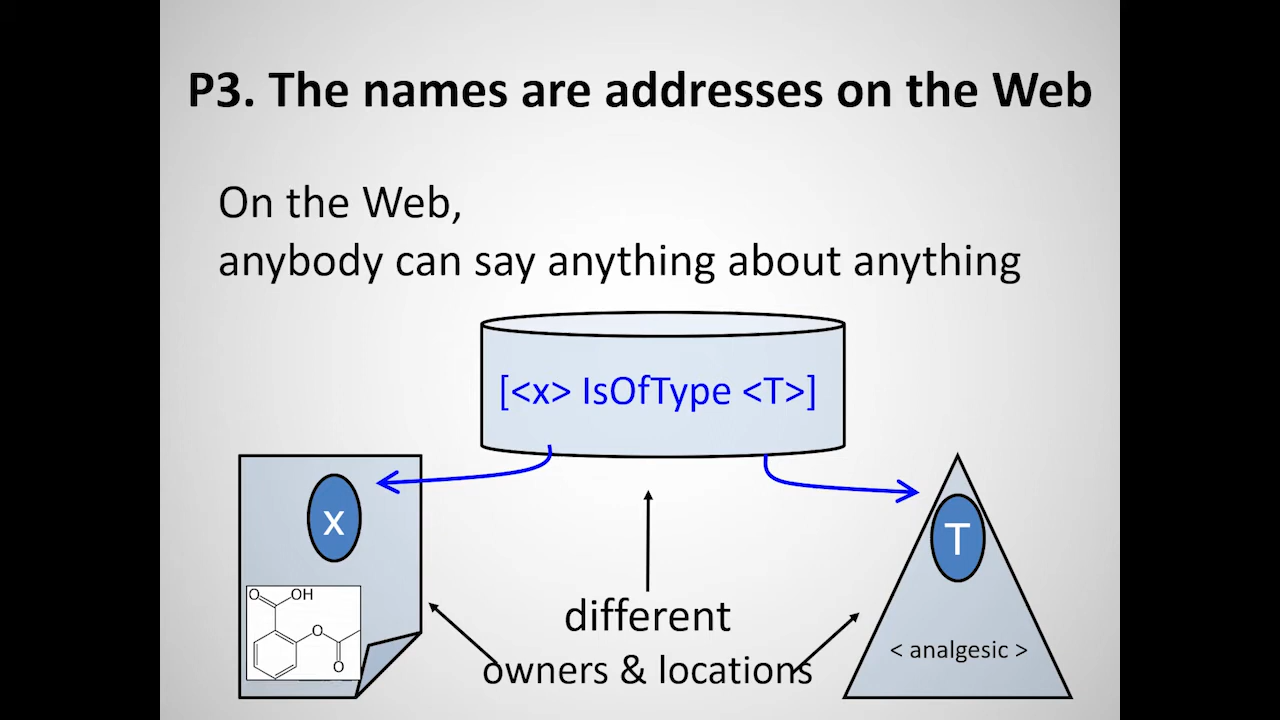 P3. The names are addresses on the Web
On the Web,
anybody can say anything about anything
[<x> IsOfType <T>]
x
T
O
OH
O
O
different
owners & locations
< analgesic >